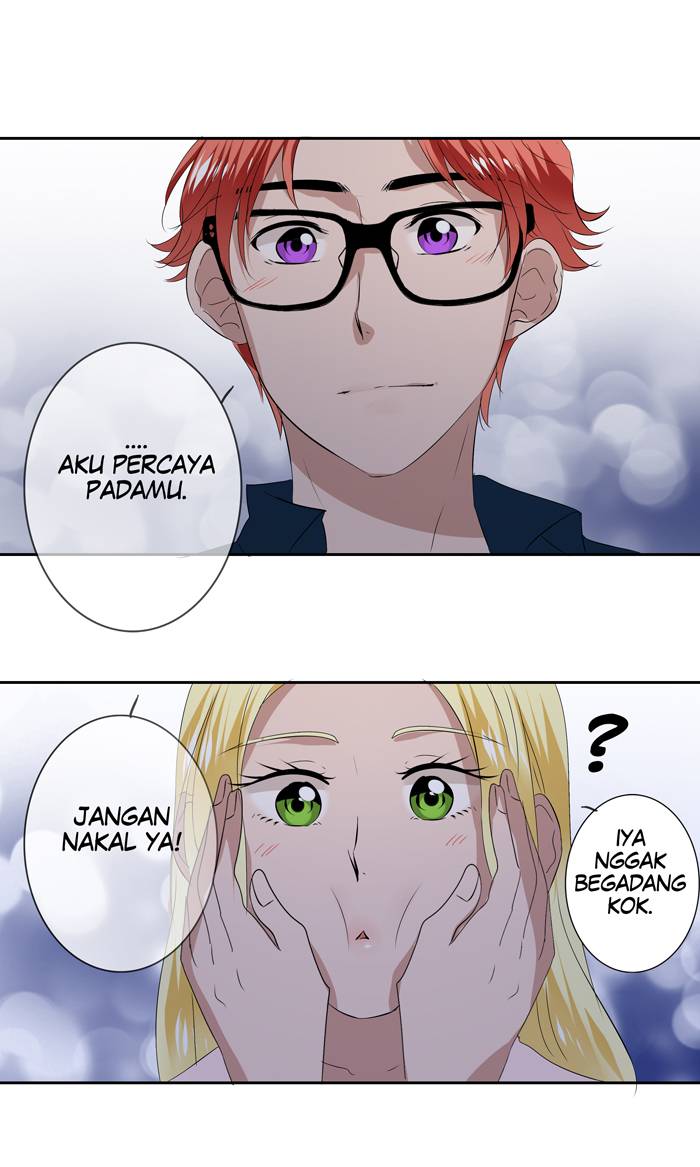 ....
AKU PERCAYA
PADAMU.
JANGAN
NAKAL YA!
?
IYA
NGGAK
BEGADANG
KOK.